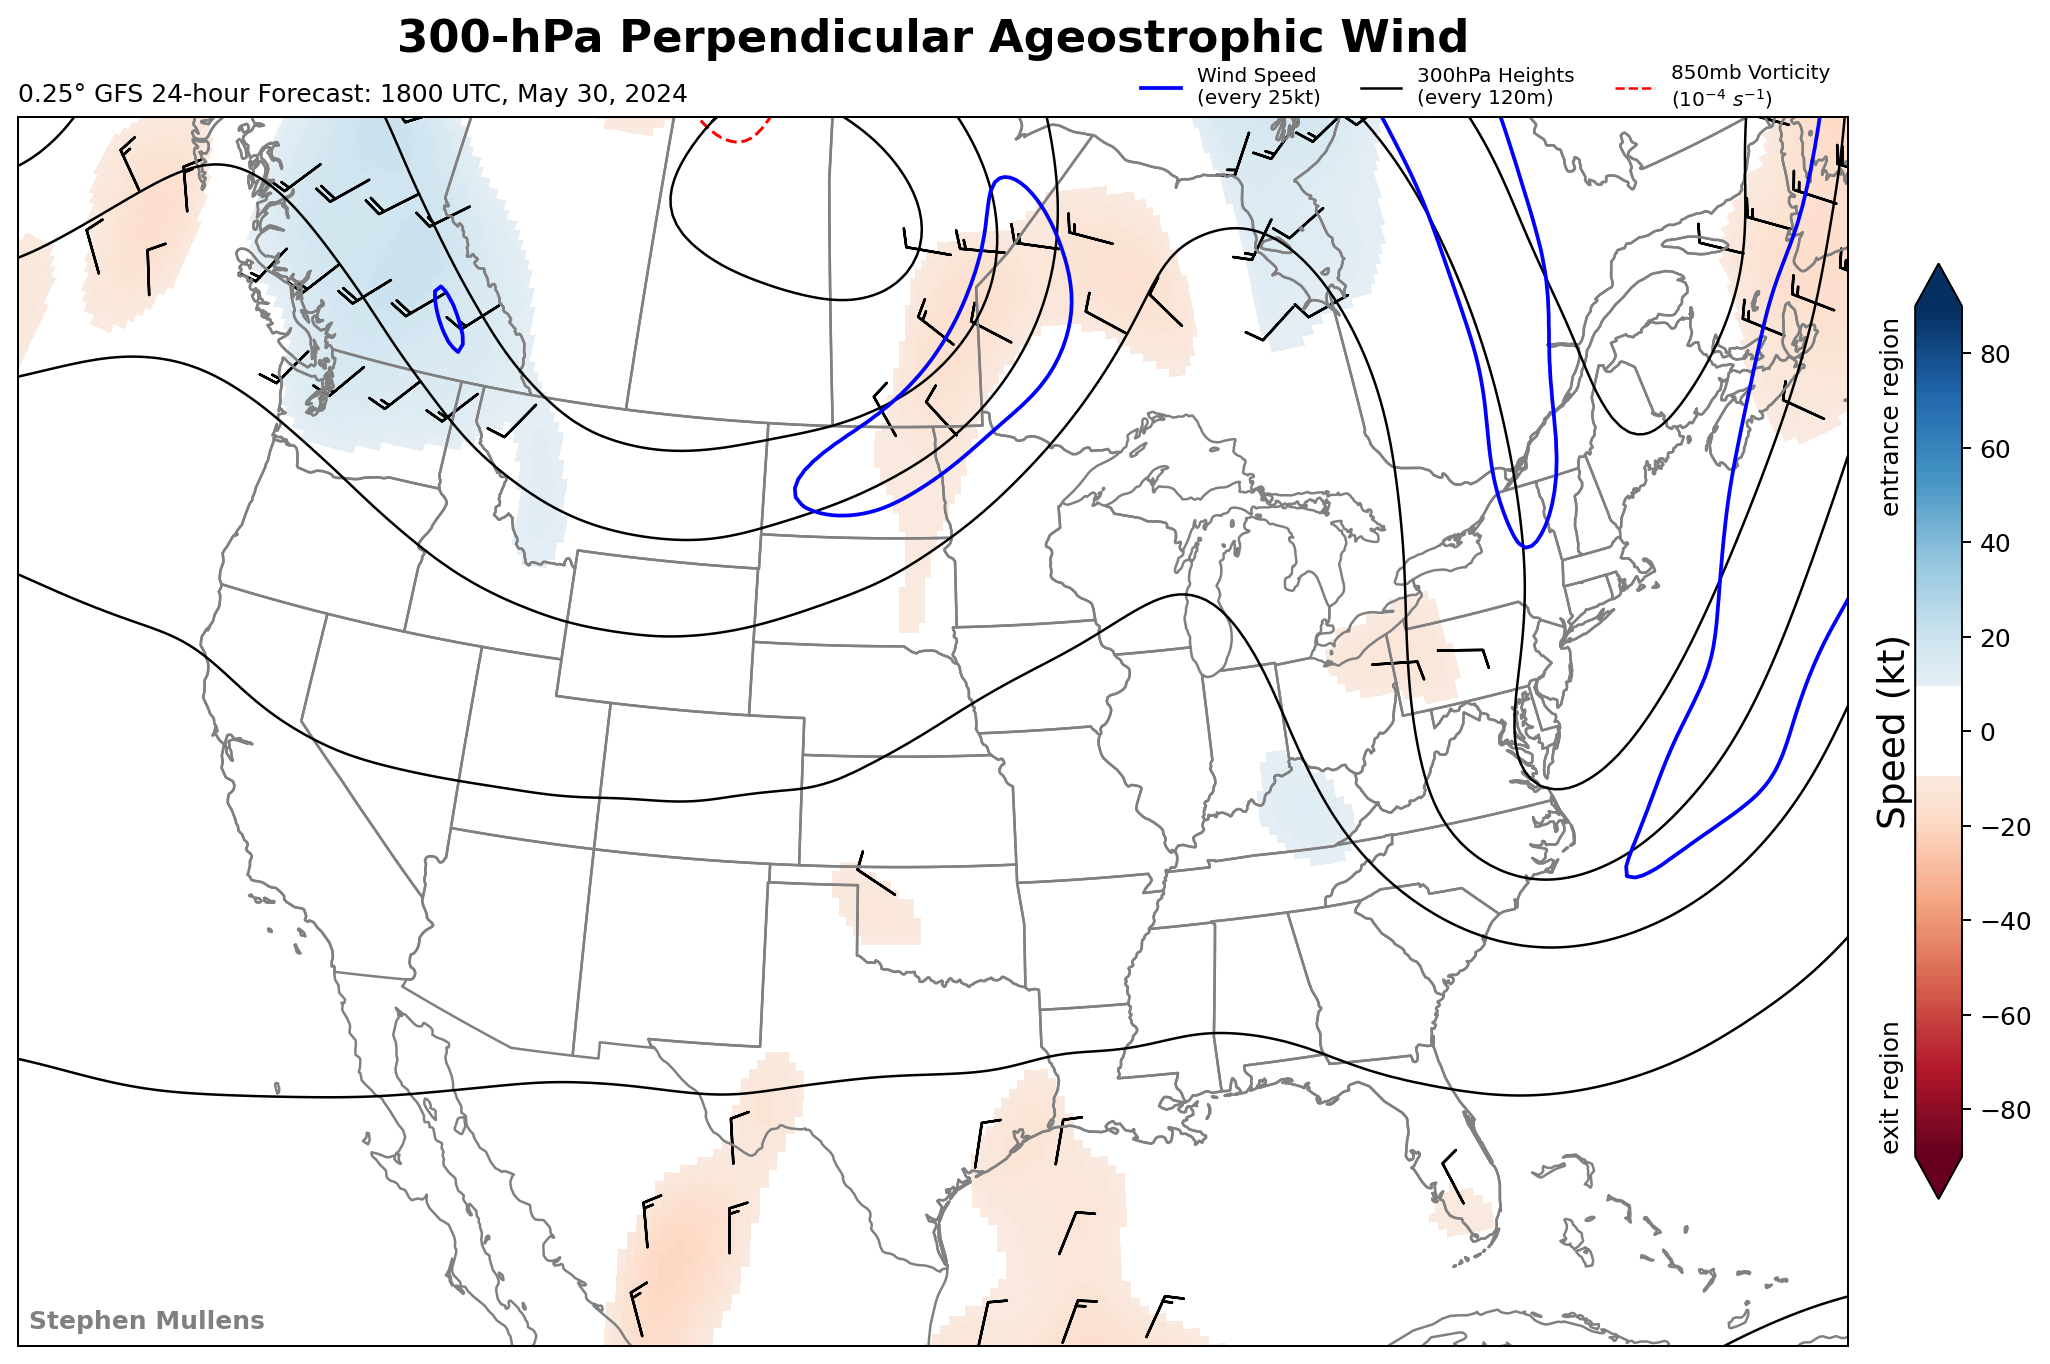 300-hPa Perpendicular Ageostrophic Wind
0.25° GFS 24-hour Forecast: 1800 UTC, May 30, 2024
Wind Speed
(every 25kt)
300hPa Heights
(every 120m)
850mb Vorticity
(10⁻⁴ s⁻¹)
entrance region
Speed (kt)
exit region
80
60
40
20
0
−20
−40
−60
−80
Stephen Mullens